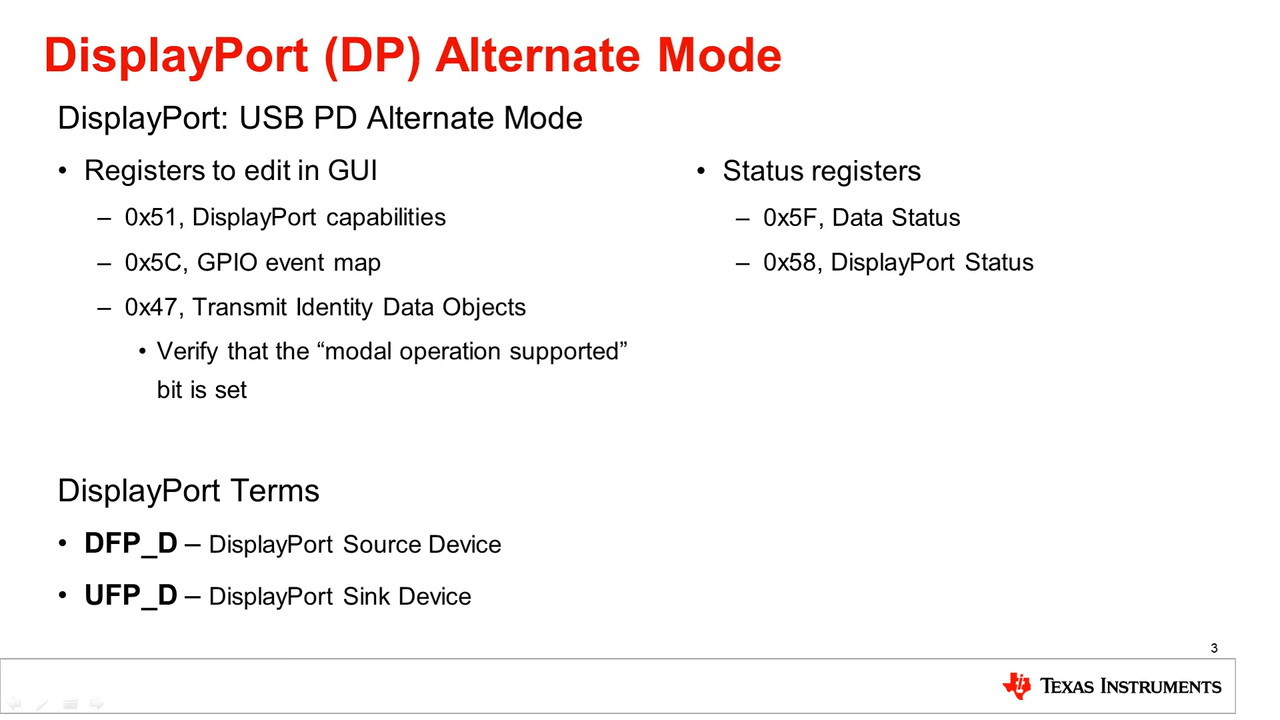 DisplayPort (DP) Alternate Mode
DisplayPort: USB PD Alternate Mode
• Registers to edit in GUI
– 0x51, DisplayPort capabilities
– 0x5C, GPIO event map
– 0x47, Transmit Identity Data Objects
• Verify that the “modal operation supported”
bit is set
• Status registers
– 0x5F, Data Status
– 0x58, DisplayPort Status
DisplayPort Terms
• DFP_D – DisplayPort Source Device
• UFP_D – DisplayPort Sink Device
3
TEXAS INSTRUMENTS